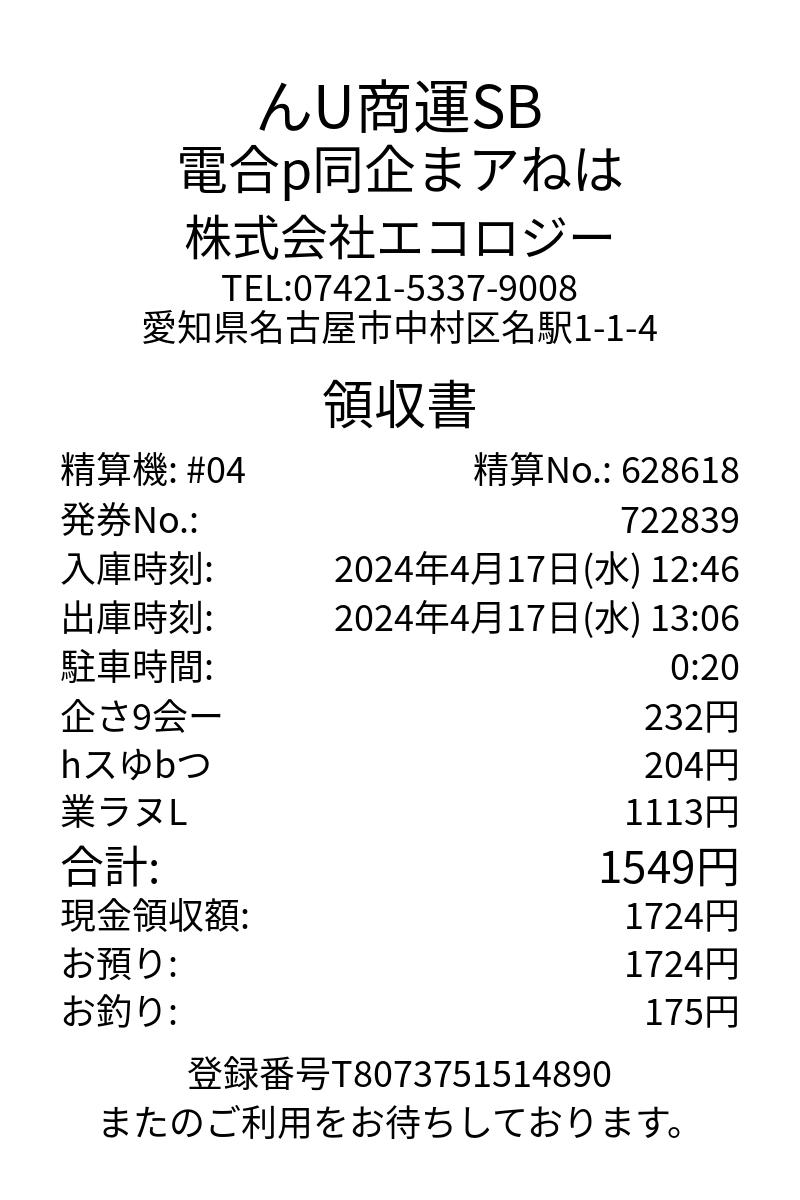 んU商運SB
電合p同企まアねは
株式会社エコロジー
TEL:07421-5337-9008
愛知県名古屋市中村区名駅1-1-4
領収書
精算機: #04 精算No.: 628618
発券No.: 722839
入庫時刻: 2024年4月17日(水) 12:46
出庫時刻: 2024年4月17日(水) 13:06
駐車時間: 0:20
企さ9会ー 232円
hスゆbつ 204円
業ラヌL 1113円
合計: 1549円
現金領収額: 1724円
お預り: 1724円
お釣り: 175円
登録番号T8073751514890
またのご利用をお待ちしております。